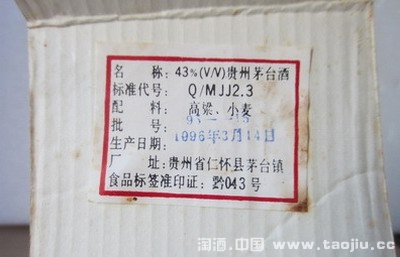 名 称: 43%(V/V)贵州茅台酒
标准代号: Q/MJJ2.3
配 料: 高粱、小麦
批 号:
生产日期: 1996年3月14日
厂 址: 贵州省仁怀县茅台镇
食品标签准印证: 黔043号
淘酒.中国 www.taojiu.cc